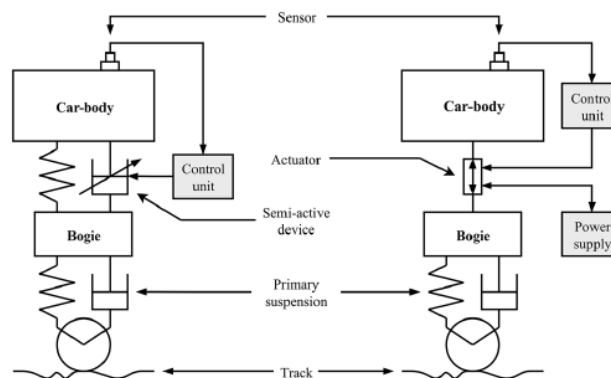 Sensor
Car-body
Car-body
Control
unit
Actuator
Control
unit
Semi-active
device
Bogie
Bogie
Power
supply
Primary
suspension
Track